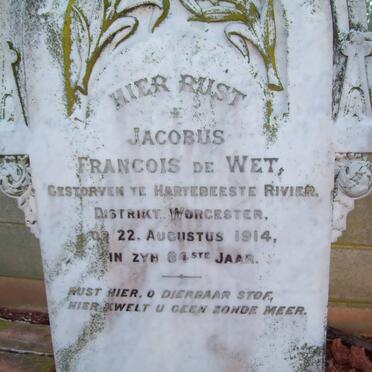 HIER RUST
JACOBUS
FRANCOIS DE WET,
GESTORVEN TE HARTEBEESTE RIVIER.
DISTRIKT WORCESTER,
22. AUGUSTUS 1914,
IN ZYN 84STE JAAR.
RUST HIER, O DIERBAAR STOF,
HIER KWELT U GEEN ZONDE MEER.